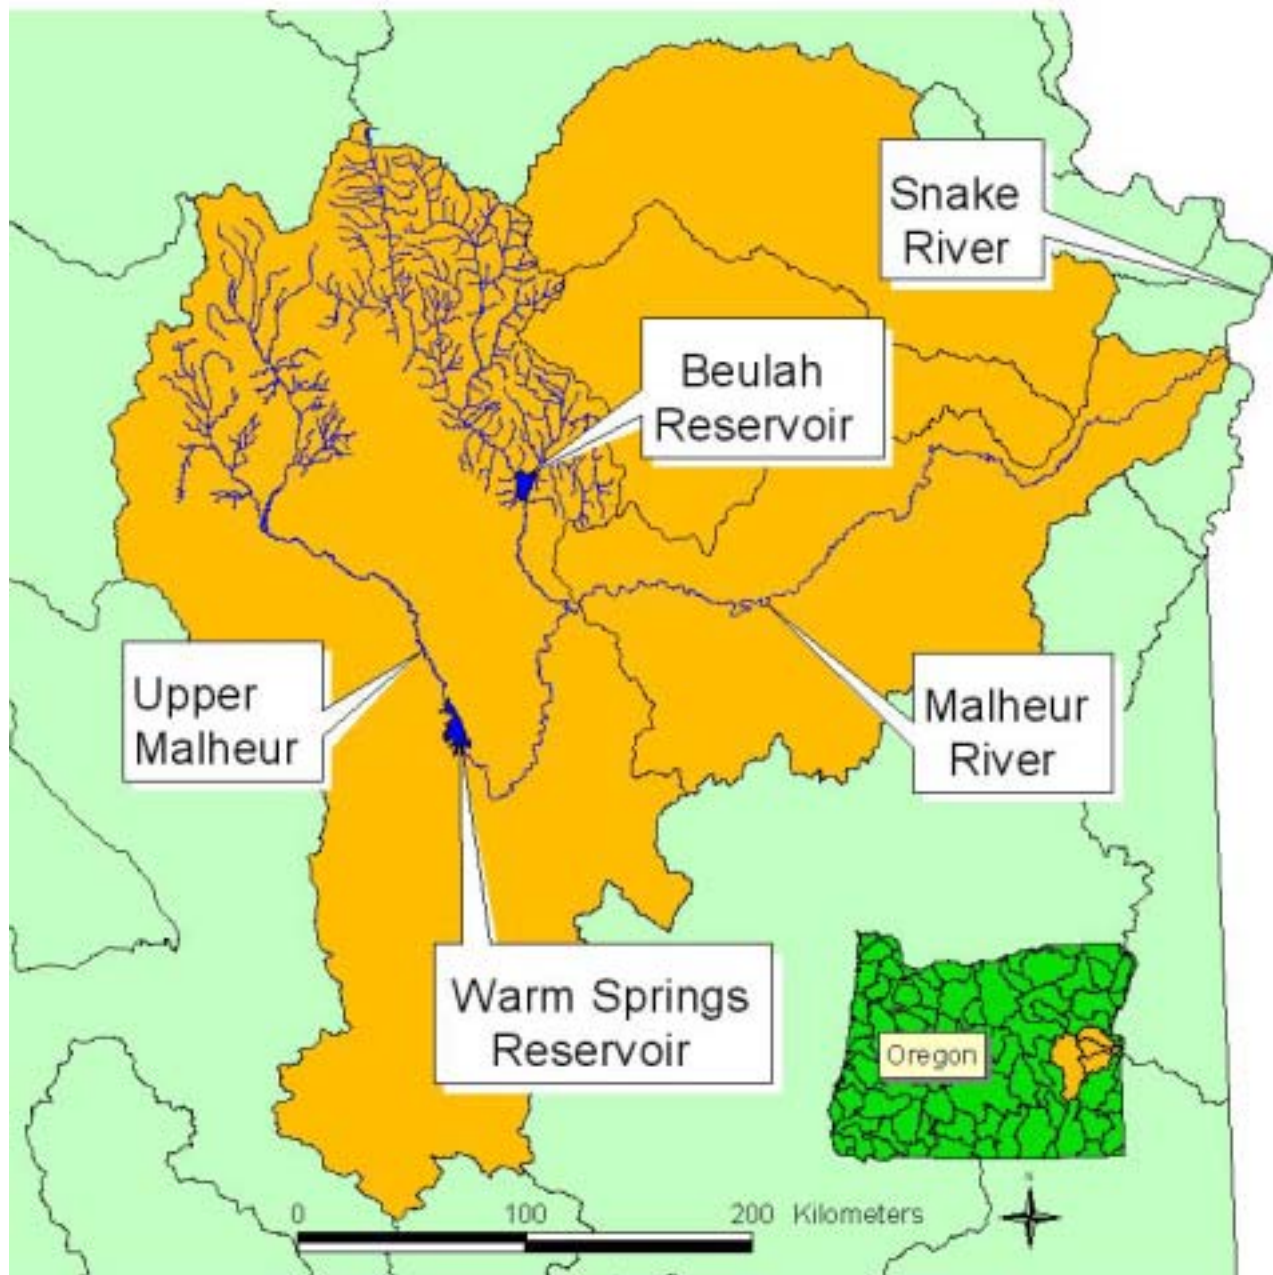 Snake
River
Beulah
Reservoir
Upper
Malheur
Malheur
River
Warm Springs
Reservoir
Oregon
0 100 200 Kilometers